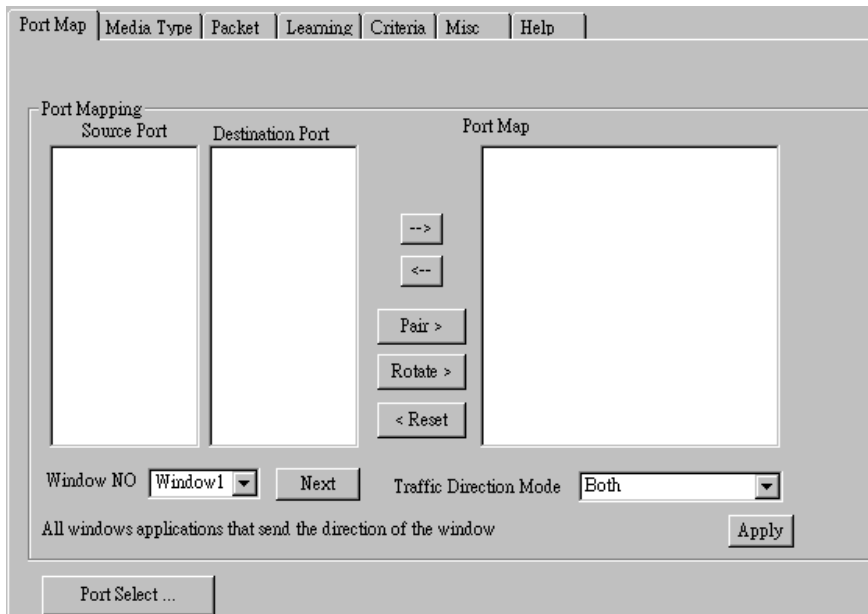 Port Map Media Type Packet Learning Criteria Misc Help
Port Mapping
Source Port Destination Port Port Map
-->
<--
Pair >
Rotate >
< Reset
Window NO Window1 Next Traffic Direction Mode Both
All windows applications that send the direction of the window Apply
Port Select ...